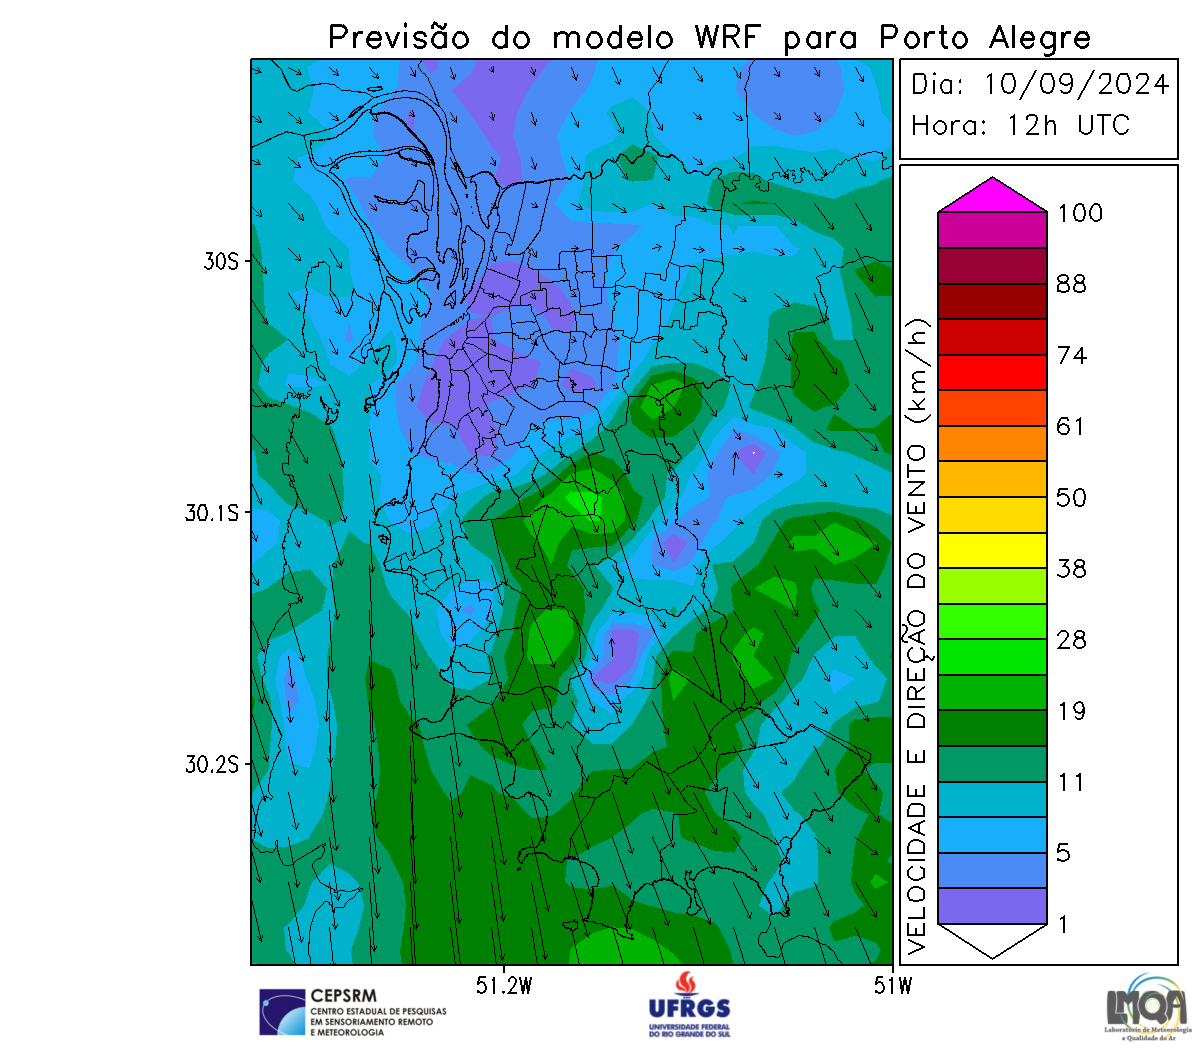 Previsão do modelo WRF para Porto Alegre
Dia: 10/09/2024
Hora: 12h UTC
30S
30.1S
30.2S
51.2W
51W
VELOCIDADE E DIREÇÃO DO VENTO (km/h)
100
88
74
61
50
38
28
19
11
5
1
CEPSRM
CENTRO ESTADUAL DE PESQUISAS
EM SENSORIAMENTO REMOTO
E METEOROLOGIA
UFRGS
UNIVERSIDADE FEDERAL
DO RIO GRANDE DO SUL
LMQA
Laboratório de Meteorologia
e Qualidade do Ar